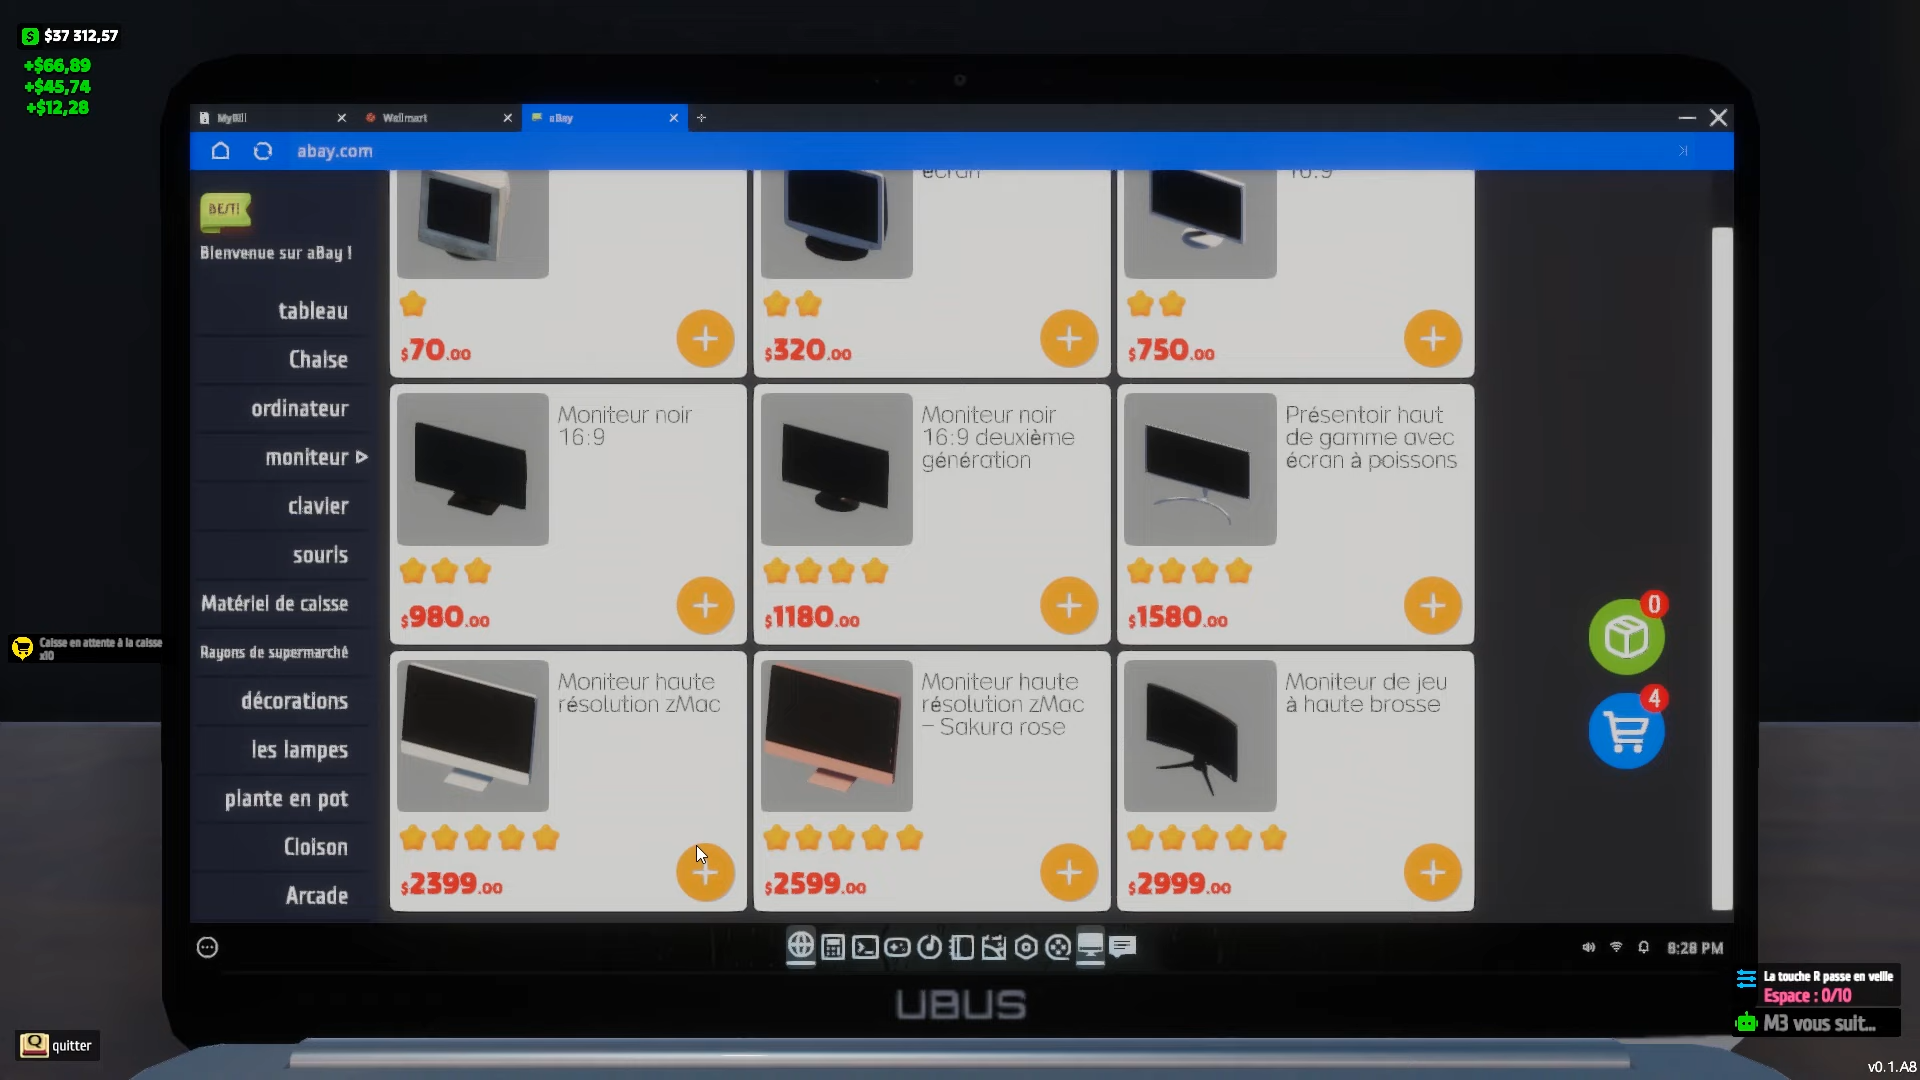 $37 312,57
+$66,89
+$45,74
+$12,28
MyBill
Wallmart
aBay
abay.com
BEST!
Bienvenue sur aBay !
tableau
Chaise
ordinateur
moniteur
clavier
souris
Matériel de caisse
Rayons de supermarché
décorations
les lampes
plante en pot
Cloison
Arcade
$70.00
écran
$320.00
16:9
$750.00
Moniteur noir
16:9
$980.00
Moniteur noir
16:9 deuxième
génération
$1180.00
Présentoir haut
de gamme avec
écran à poissons
$1580.00
Moniteur haute
résolution zMac
$2399.00
Moniteur haute
résolution zMac
– Sakura rose
$2599.00
Moniteur de jeu
à haute brosse
$2999.00
0
4
Caisse en attente à la caisse
x10
8:28 PM
UBUS
La touche R passe en veille
Espace : 0/10
M3 vous suit...
Q quitter
v0.1.A8